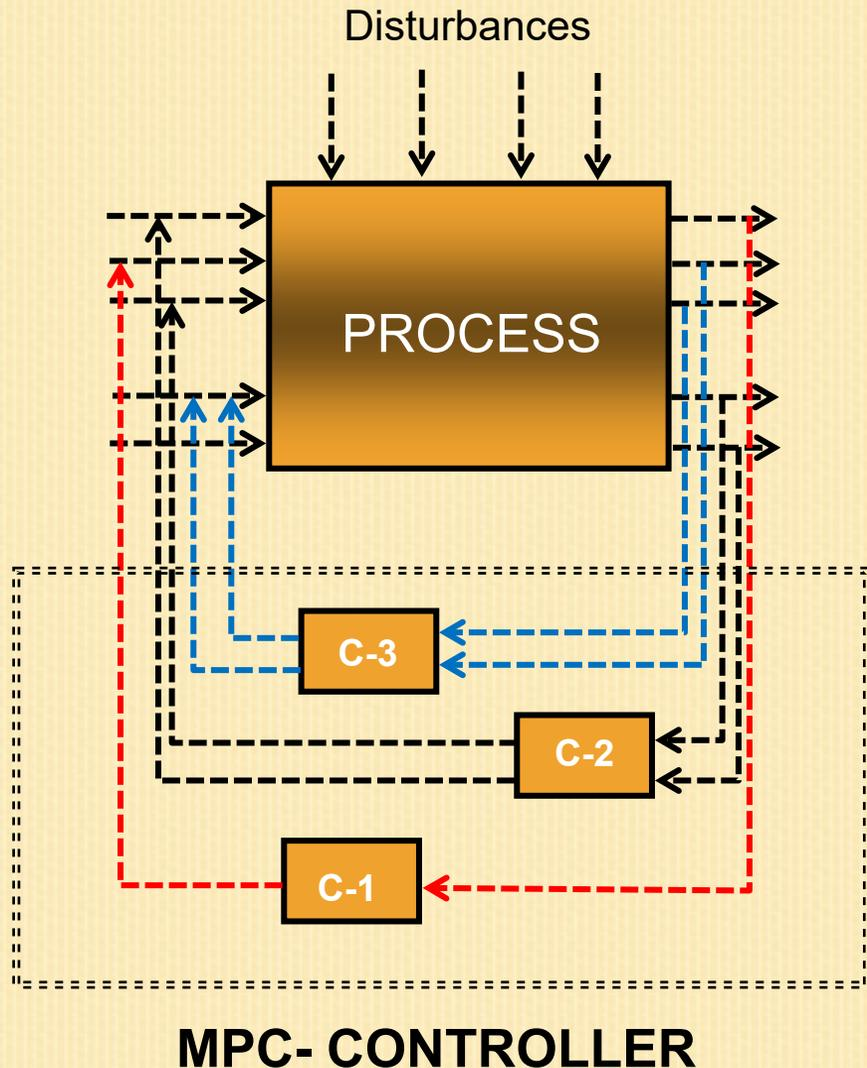 Disturbances
PROCESS
C-3
C-2
C-1
MPC- CONTROLLER